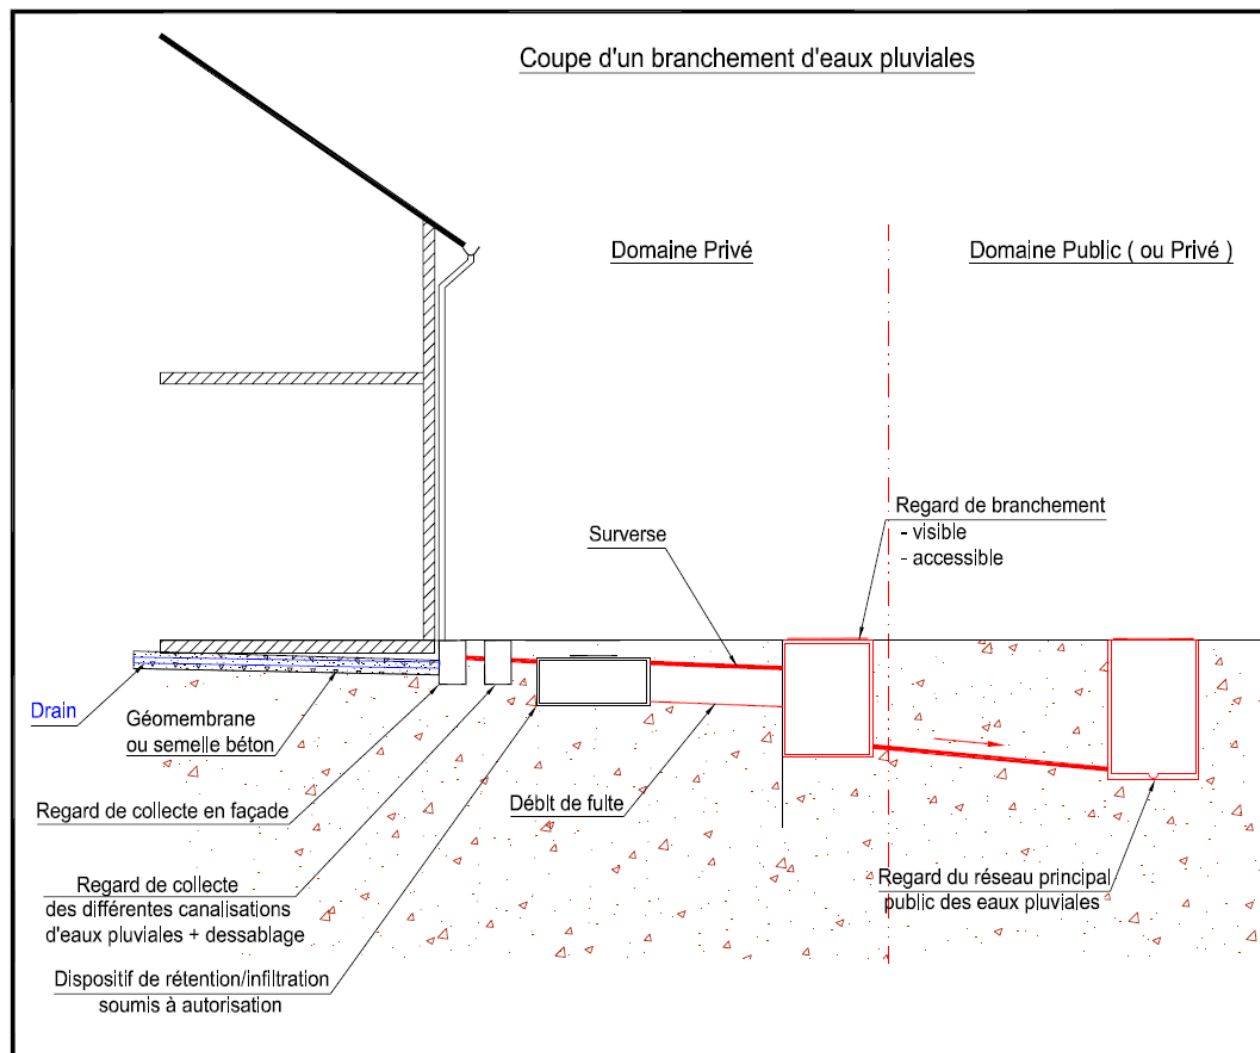 Coupe d'un branchement d'eaux pluviales
Domaine Privé
Domaine Public ( ou Privé )
Regard de branchement
- visible
- accessible
Surverse
Drain
Géomembrane
ou semelle béton
Regard de collecte en façade
Débit de fuite
Regard de collecte
des différentes canalisations
d'eaux pluviales + dessablage
Regard du réseau principal
public des eaux pluviales
Dispositif de rétention/infiltration
soumis à autorisation